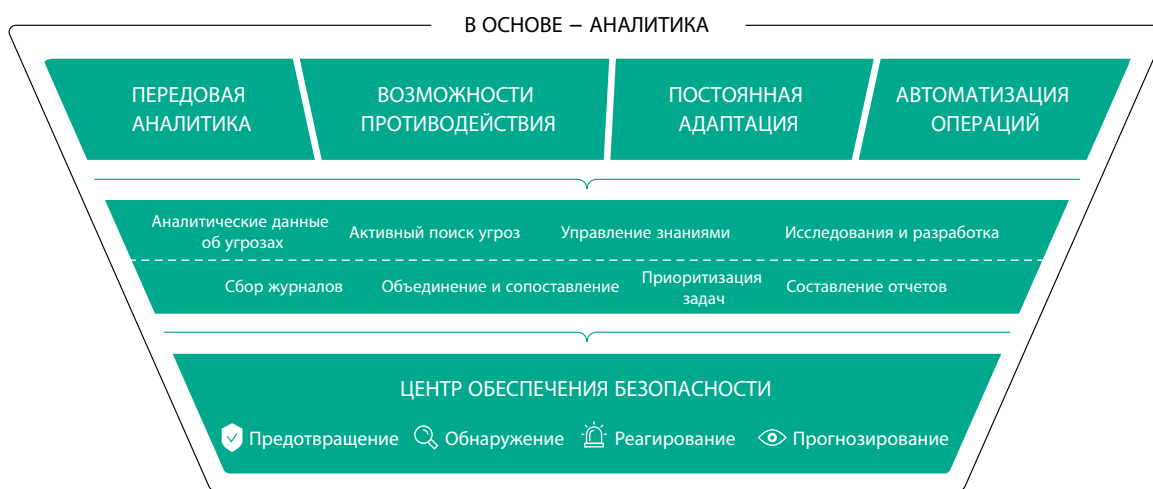 В ОСНОВЕ – АНАЛИТИКА
ПЕРЕДОВАЯ
АНАЛИТИКА
ВОЗМОЖНОСТИ
ПРОТИВОДЕЙСТВИЯ
ПОСТОЯННАЯ
АДАПТАЦИЯ
АВТОМАТИЗАЦИЯ
ОПЕРАЦИЙ
Аналитические данные
об угрозах
Активный поиск угроз
Управление знаниями
Исследования и разработка
Сбор журналов
Объединение и сопоставление
Приоритизация
задач
Составление отчетов
ЦЕНТР ОБЕСПЕЧЕНИЯ БЕЗОПАСНОСТИ
Предотвращение
Обнаружение
Реагирование
Прогнозирование